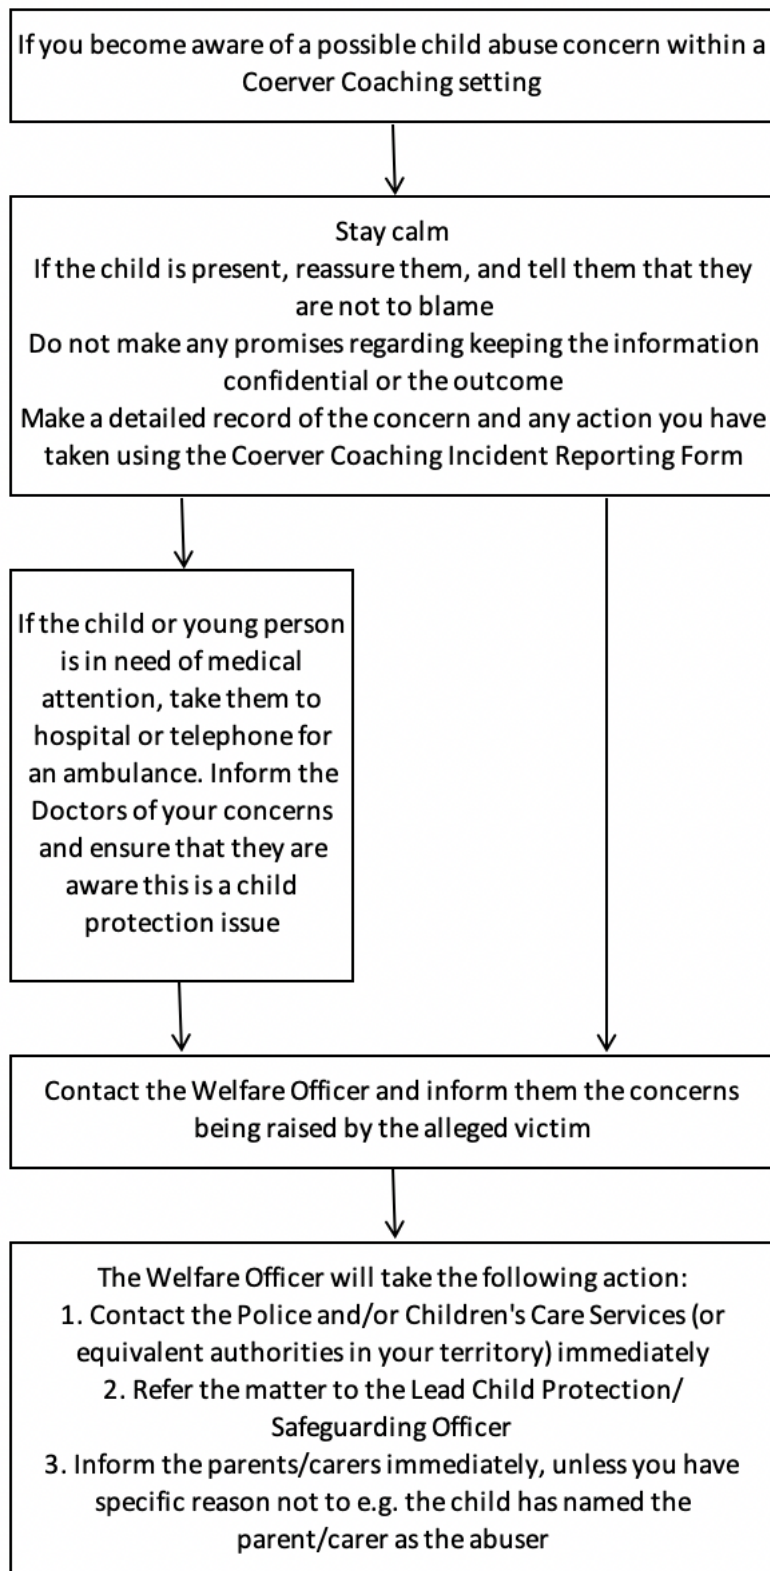 If you become aware of a possible child abuse concern within a
Coerver Coaching setting
Stay calm
If the child is present, reassure them, and tell them that they
are not to blame
Do not make any promises regarding keeping the information
confidential or the outcome
Make a detailed record of the concern and any action you have
taken using the Coerver Coaching Incident Reporting Form
If the child or young person
is in need of medical
attention, take them to
hospital or telephone for
an ambulance. Inform the
Doctors of your concerns
and ensure that they are
aware this is a child
protection issue
Contact the Welfare Officer and inform them the concerns
being raised by the alleged victim
The Welfare Officer will take the following action:
1. Contact the Police and/or Children's Care Services (or
equivalent authorities in your territory) immediately
2. Refer the matter to the Lead Child Protection/
Safeguarding Officer
3. Inform the parents/carers immediately, unless you have
specific reason not to e.g. the child has named the
parent/carer as the abuser